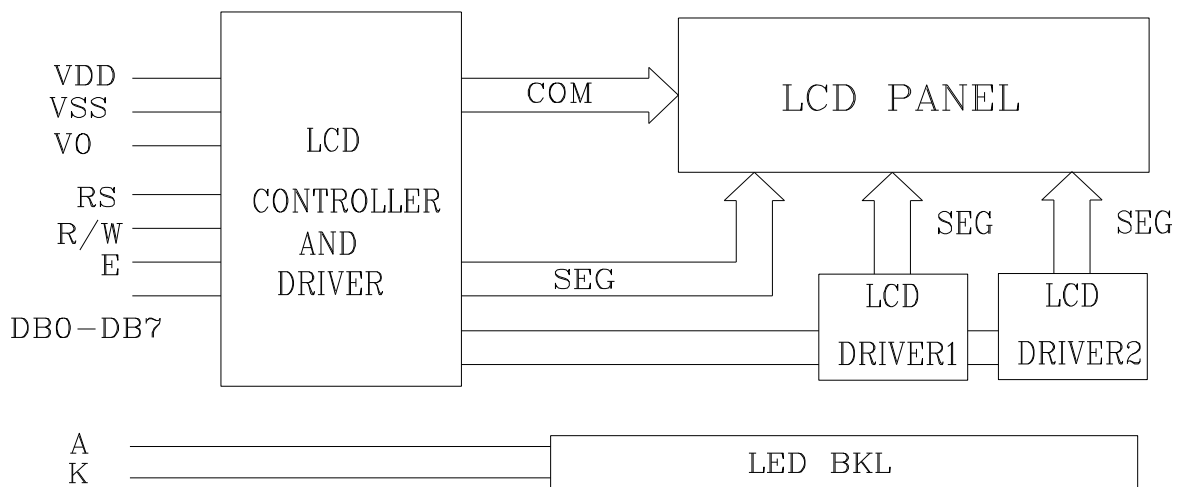 VDD
VSS
V0
RS
R/W
E
DB0-DB7
LCD
CONTROLLER
AND
DRIVER
COM
SEG
LCD PANEL
SEG
SEG
LCD
DRIVER1
LCD
DRIVER2
A
K
LED BKL